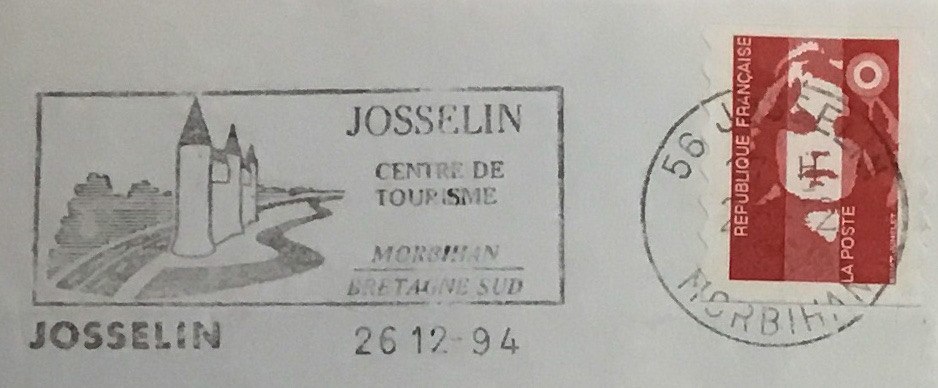 JOSSELIN
CENTRE DE
TOURISME
MORBIHAN
BRETAGNE SUD
JOSSELIN
26 12-94
56 J
MORBIHAN
REPUBLIQUE FRANÇAISE
LA POSTE